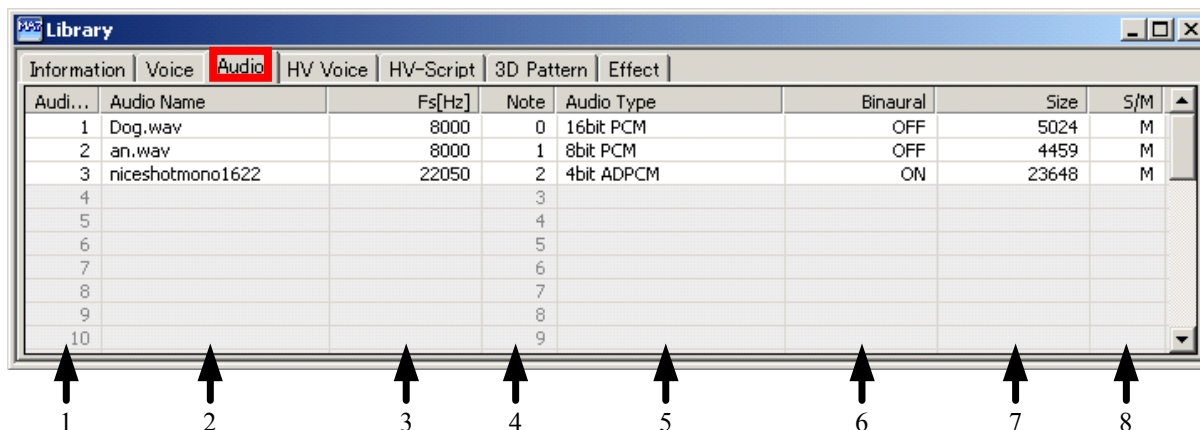 MA7 Library
Information Voice Audio HV Voice HV-Script 3D Pattern Effect
Audi... Audio Name Fs[Hz] Note Audio Type Binaural Size S/M
1 Dog.wav 8000 0 16bit PCM OFF 5024 M
2 an.wav 8000 1 8bit PCM OFF 4459 M
3 niceshotmono1622 22050 2 4bit ADPCM ON 23648 M
4 3
5 4
6 5
7 6
8 7
9 8
10 9
1 2 3 4 5 6 7 8